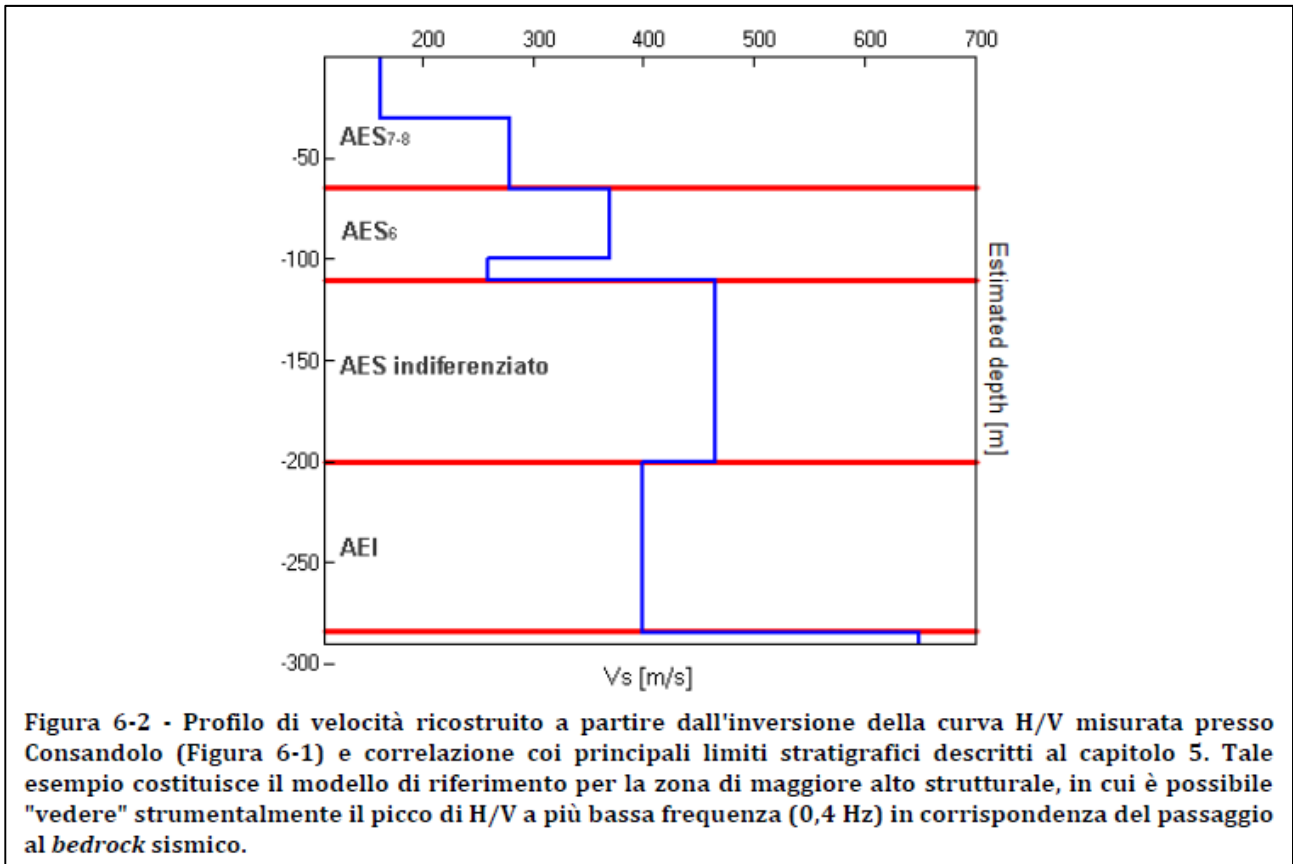 200 300 400 500 600 700
AES7-8
-50
AES6
-100
Estimated depth [m]
-150
AES indiferenziato
-200
AEI
-250
-300
Vs [m/s]
Figura 6-2 - Profilo di velocità ricostruito a partire dall'inversione della curva H/V misurata presso
Consandolo (Figura 6-1) e correlazione coi principali limiti stratigrafici descritti al capitolo 5. Tale
esempio costituisce il modello di riferimento per la zona di maggiore alto strutturale, in cui è possibile
"vedere" strumentalmente il picco di H/V a più bassa frequenza (0,4 Hz) in corrispondenza del passaggio
al bedrock sismico.